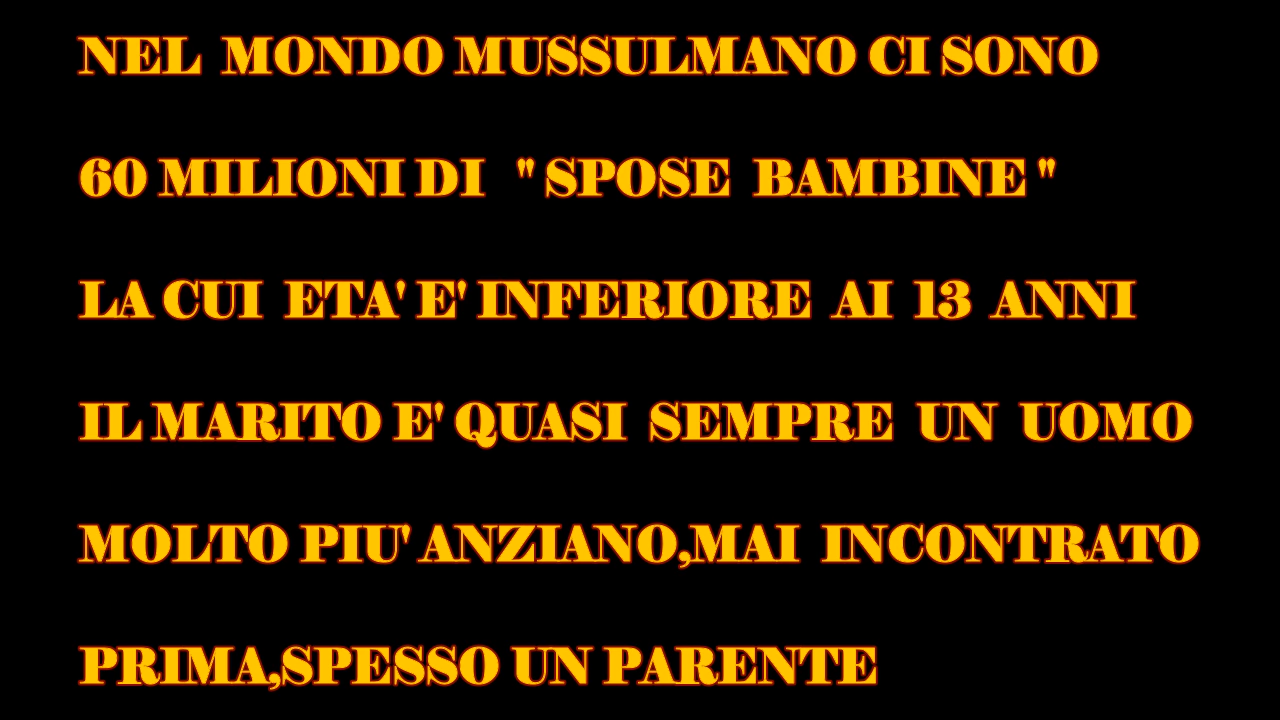 NEL MONDO MUSSULMANO CI SONO
60 MILIONI DI " SPOSE BAMBINE "
LA CUI ETA' E' INFERIORE AI 13 ANNI
IL MARITO E' QUASI SEMPRE UN UOMO
MOLTO PIU' ANZIANO,MAI INCONTRATO
PRIMA,SPESSO UN PARENTE